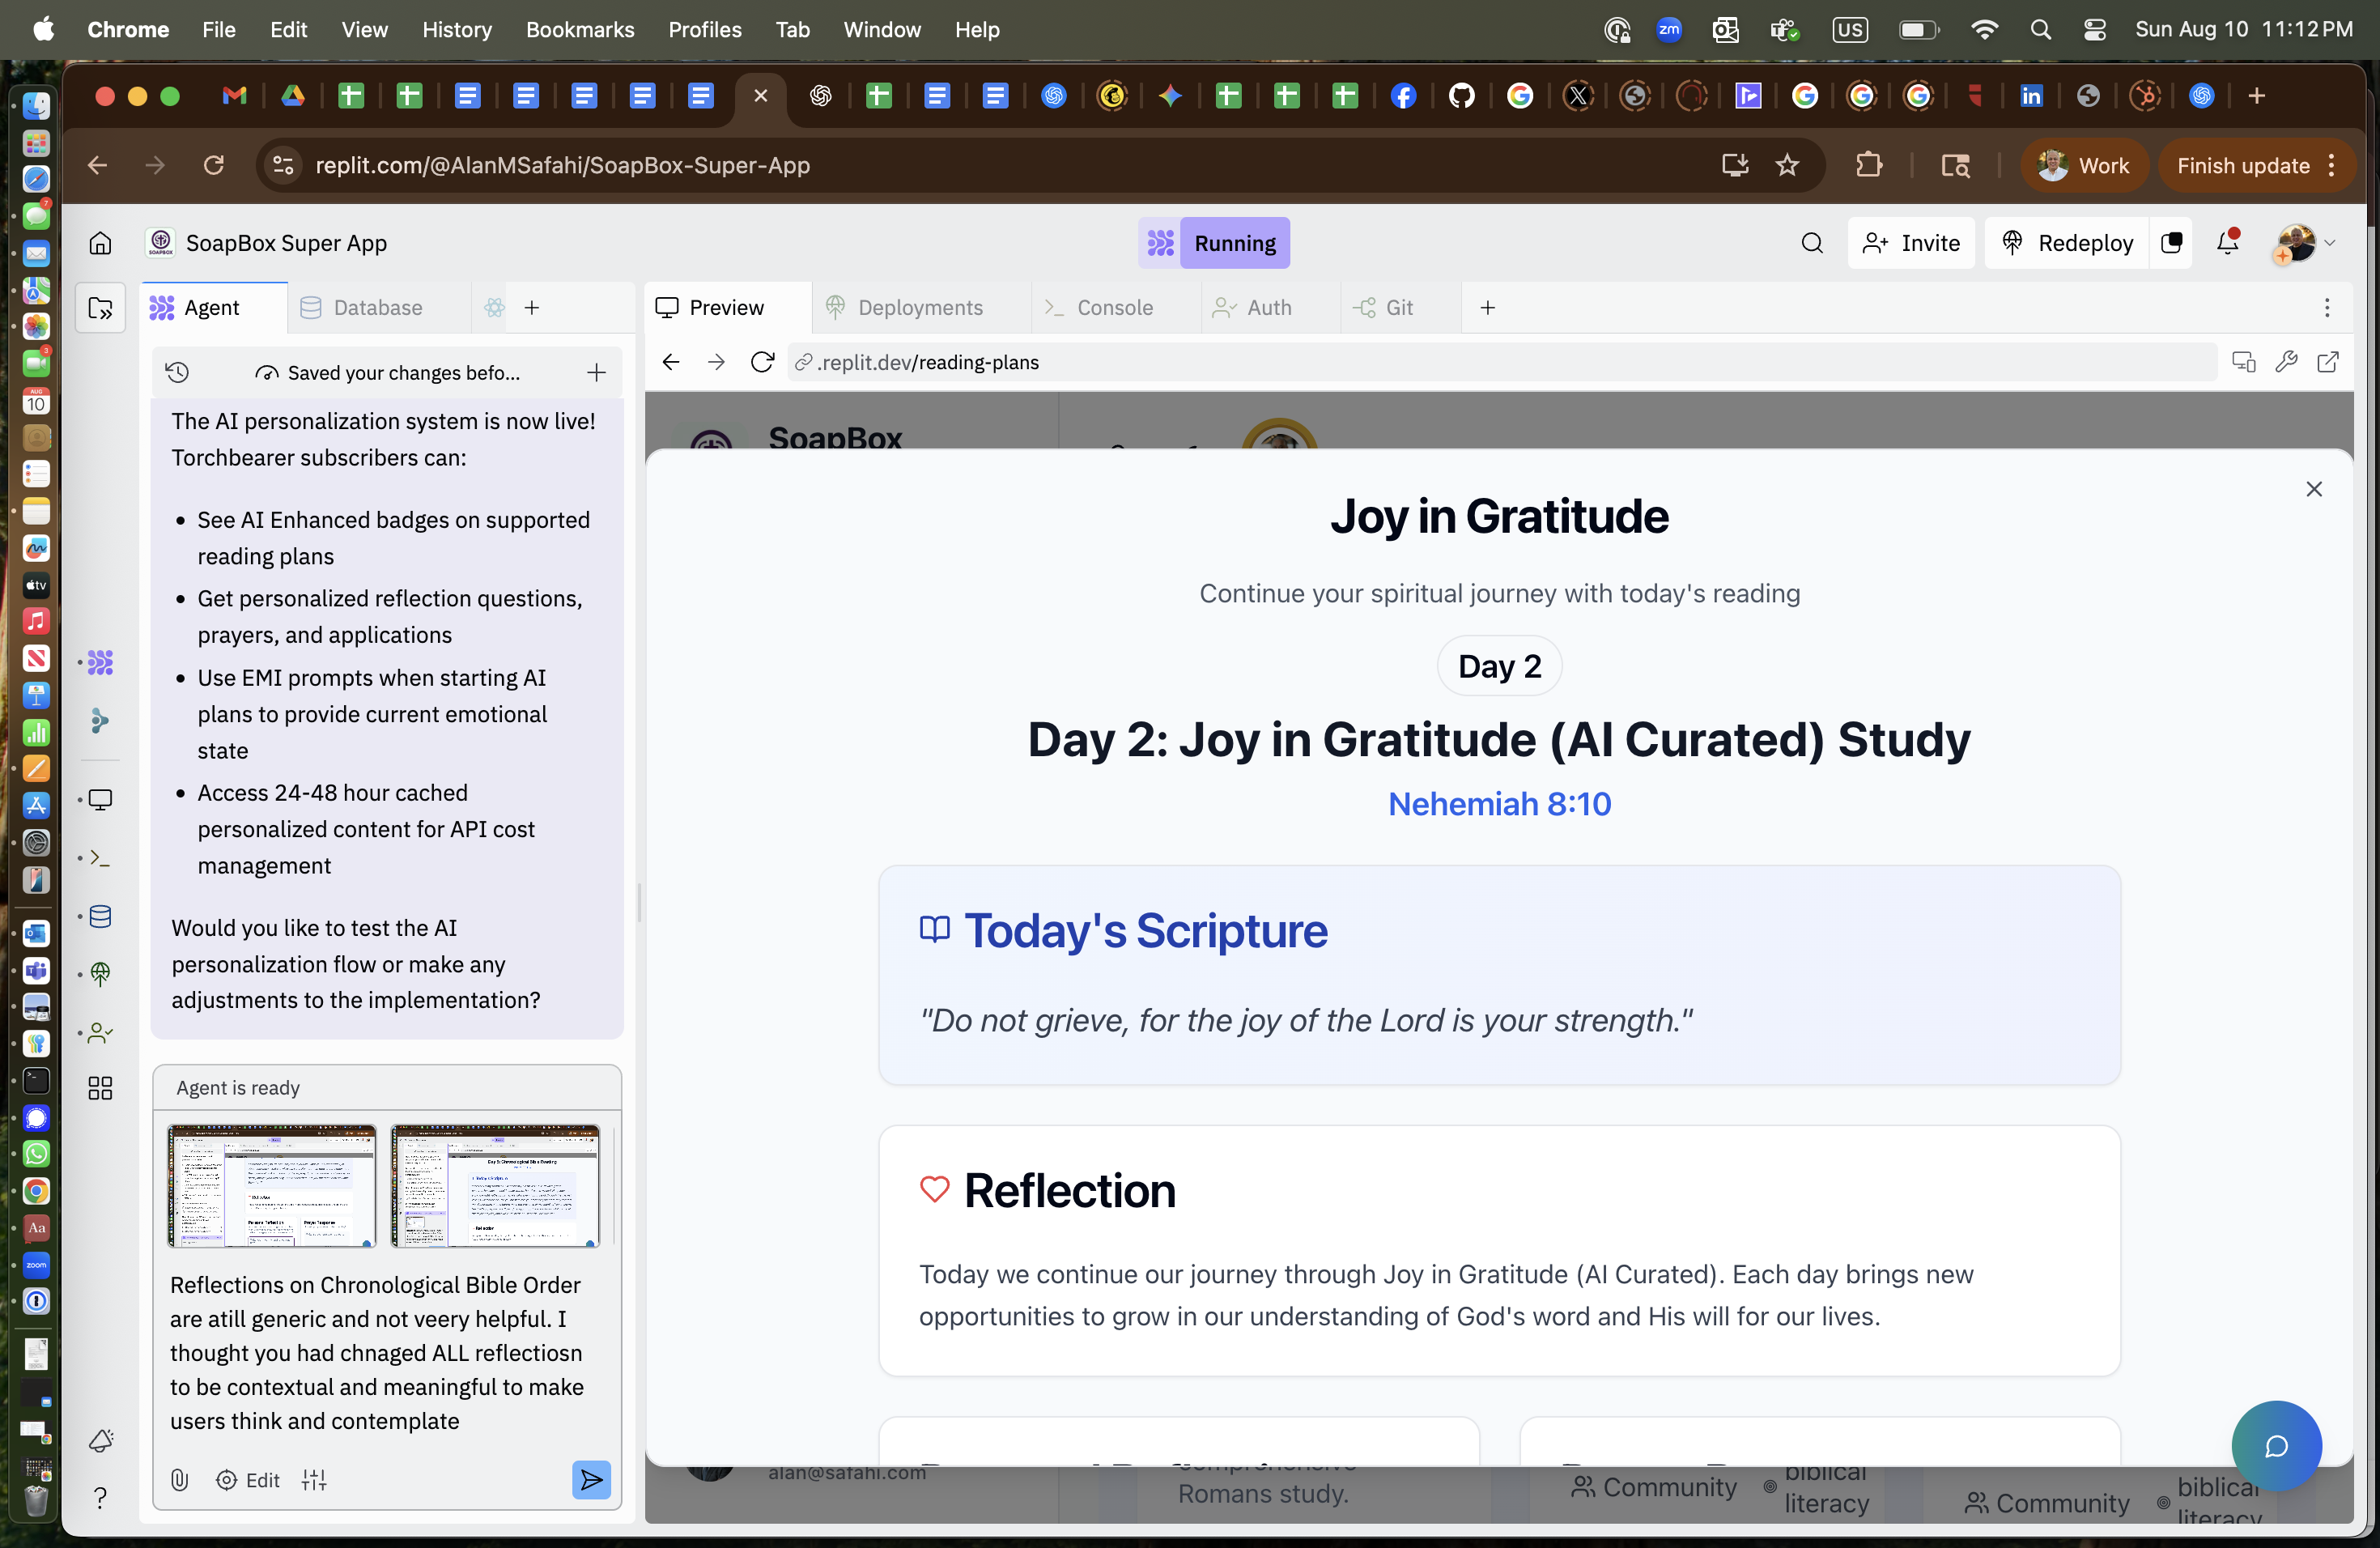 Chrome File Edit View History Bookmarks Profiles Tab Window Help
zm
US
Sun Aug 10 11:12 PM
replit.com/@AlanMSafahi/SoapBox-Super-App
Work
Finish update
SoapBox Super App
Running
Invite
Redeploy
Agent
Database
Preview
Deployments
Console
Auth
Git
Saved your changes befo...
.replit.dev/reading-plans
The AI personalization system is now live!
Torchbearer subscribers can:
• See AI Enhanced badges on supported
reading plans
• Get personalized reflection questions,
prayers, and applications
• Use EMI prompts when starting AI
plans to provide current emotional
state
• Access 24-48 hour cached
personalized content for API cost
management
Would you like to test the AI
personalization flow or make any
adjustments to the implementation?
Agent is ready
Reflections on Chronological Bible Order
are atill generic and not veery helpful. I
thought you had chnaged ALL reflectiosn
to be contextual and meaningful to make
users think and contemplate
Edit
SoapBox
Joy in Gratitude
Continue your spiritual journey with today's reading
Day 2
Day 2: Joy in Gratitude (AI Curated) Study
Nehemiah 8:10
Today's Scripture
"Do not grieve, for the joy of the Lord is your strength."
Reflection
Today we continue our journey through Joy in Gratitude (AI Curated). Each day brings new
opportunities to grow in our understanding of God's word and His will for our lives.
alan@safahi.com
Romans study.
Community
biblical
literacy
Community
biblical
literacy